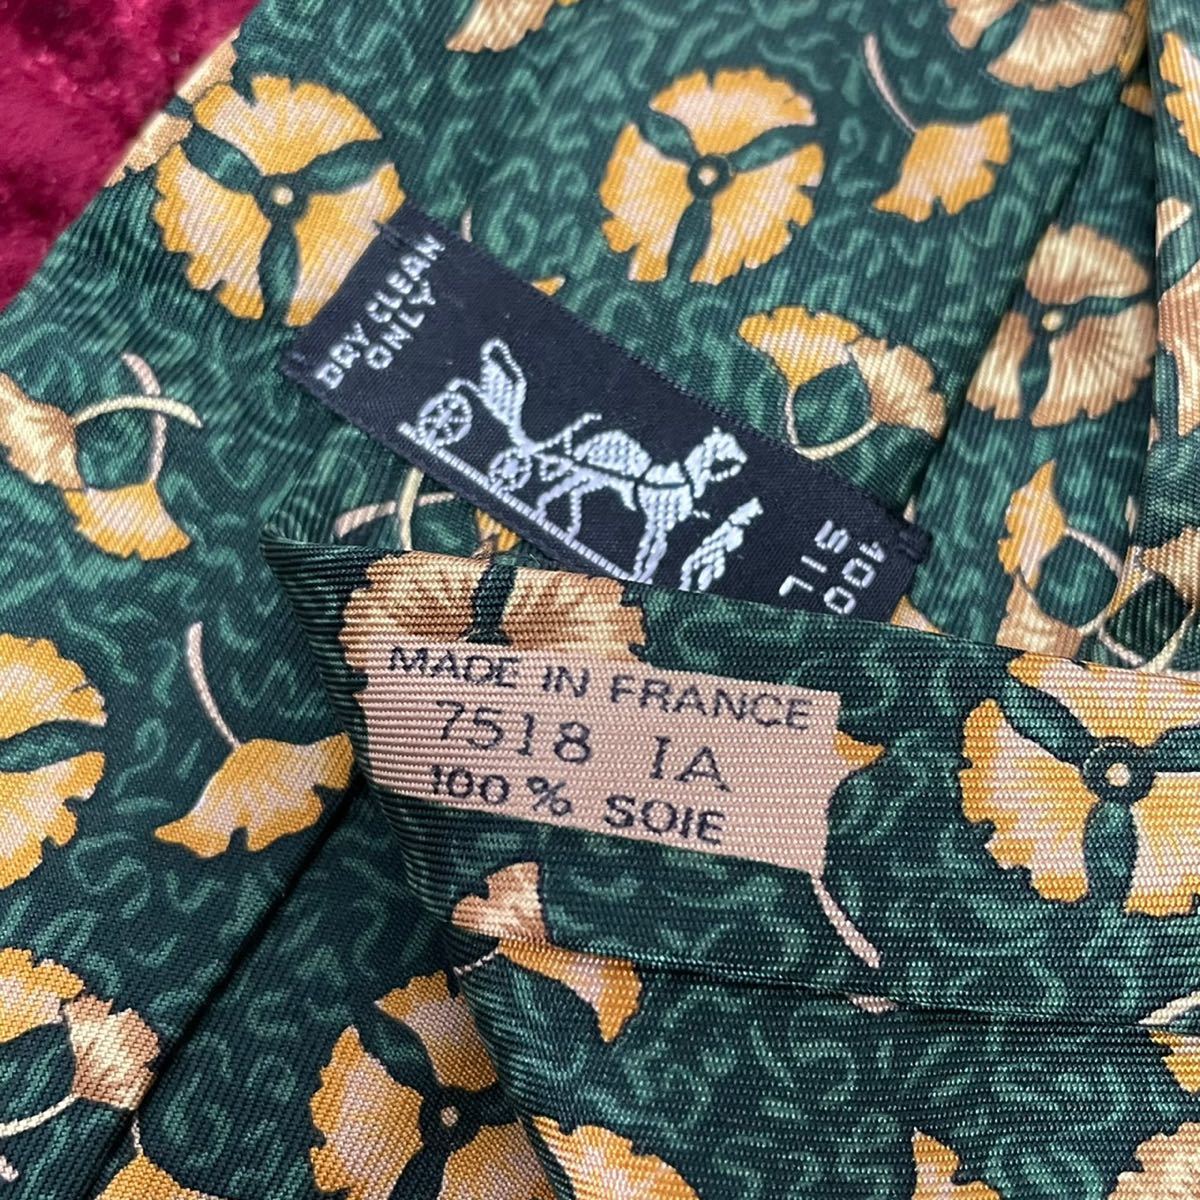 DRY CLEAN
ONLY
100
SIL
MADE IN FRANCE
7518 IA
100% SOIE